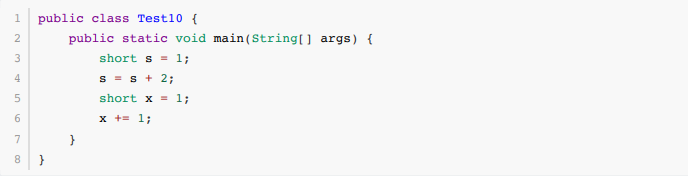 1 public class Test10 {
2 public static void main(String[] args) {
3 short s = 1;
4 s = s + 2;
5 short x = 1;
6 x += 1;
7 }
8 }